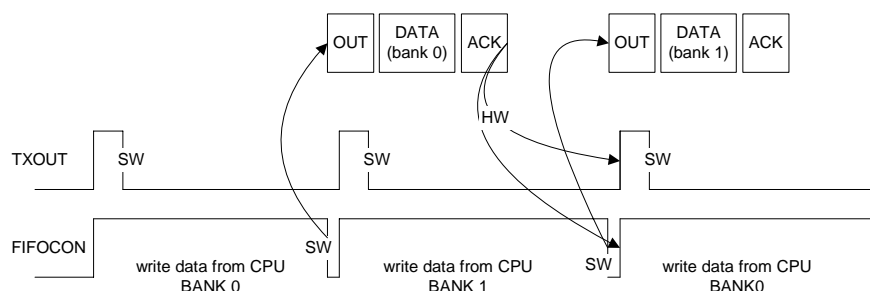 OUT
DATA
(bank 0)
ACK
OUT
DATA
(bank 1)
ACK
HW
TXOUT
SW
SW
SW
FIFOCON
SW
SW
write data from CPU
BANK 0
write data from CPU
BANK 1
write data from CPU
BANK0